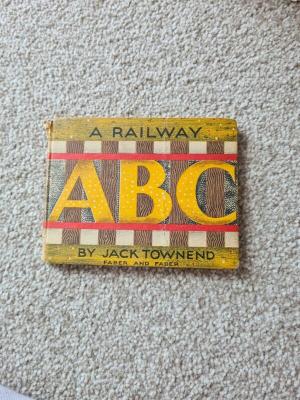 A RAILWAY
ABC
BY JACK TOWNEND
FABER AND FABER